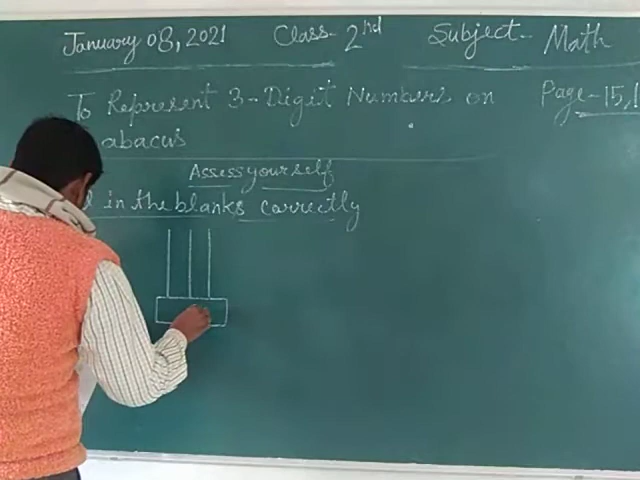 January 08, 2021 Class- 2nd Subject- Math
To Represent 3-Digit Numbers on Page-15,1
abacus
Assess yourself
in the blanks correctly